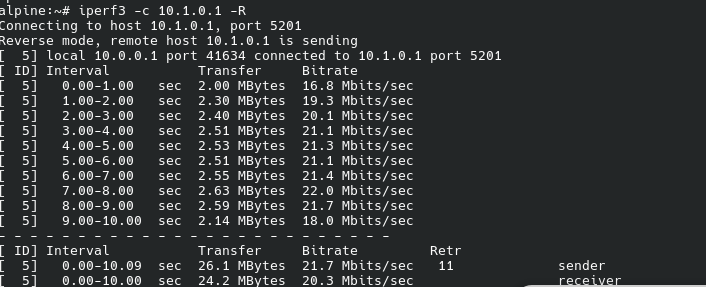 alpine:~# iperf3 -c 10.1.0.1 -R
Connecting to host 10.1.0.1, port 5201
Reverse mode, remote host 10.1.0.1 is sending
[  5] local 10.0.0.1 port 41634 connected to 10.1.0.1 port 5201
[ ID] Interval           Transfer     Bitrate
[  5]   0.00-1.00   sec  2.00 MBytes  16.8 Mbits/sec
[  5]   1.00-2.00   sec  2.30 MBytes  19.3 Mbits/sec
[  5]   2.00-3.00   sec  2.40 MBytes  20.1 Mbits/sec
[  5]   3.00-4.00   sec  2.51 MBytes  21.1 Mbits/sec
[  5]   4.00-5.00   sec  2.53 MBytes  21.3 Mbits/sec
[  5]   5.00-6.00   sec  2.51 MBytes  21.1 Mbits/sec
[  5]   6.00-7.00   sec  2.55 MBytes  21.4 Mbits/sec
[  5]   7.00-8.00   sec  2.63 MBytes  22.0 Mbits/sec
[  5]   8.00-9.00   sec  2.59 MBytes  21.7 Mbits/sec
[  5]   9.00-10.00  sec  2.14 MBytes  18.0 Mbits/sec
- - - - - - - - - - - - - - - - - - - - - - - - -
[ ID] Interval           Transfer     Bitrate         Retr
[  5]   0.00-10.09  sec  26.1 MBytes  21.7 Mbits/sec   11             sender
[  5]   0.00-10.00  sec  24.2 MBytes  20.3 Mbits/sec                  receiver